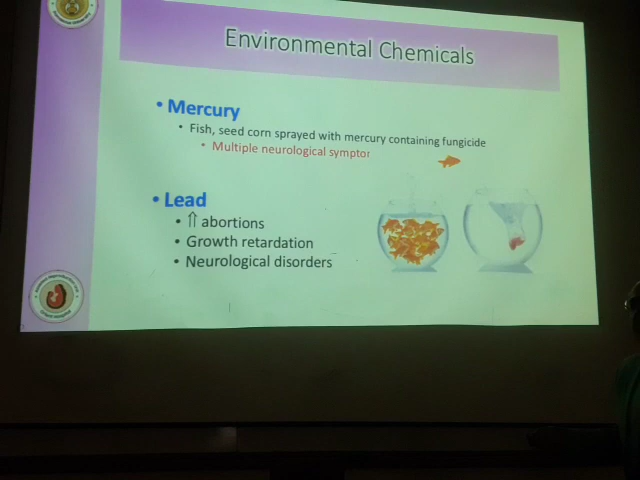 Environmental Chemicals
• Mercury
• Fish, seed corn sprayed with mercury containing fungicide
• Multiple neurological symptor
• Lead
• ⇑ abortions
• Growth retardation
• Neurological disorders